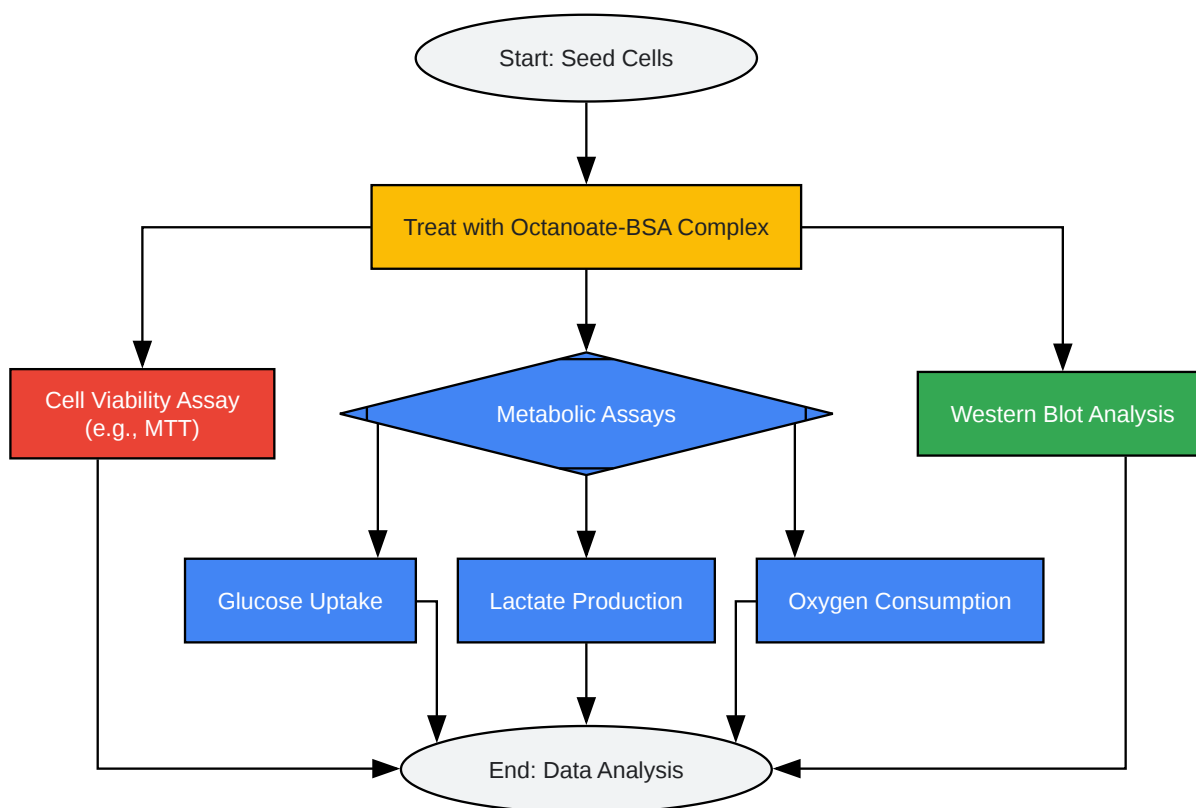 Start: Seed Cells
Treat with Octanoate-BSA Complex
Cell Viability Assay
(e.g., MTT)
Metabolic Assays
Western Blot Analysis
Glucose Uptake
Lactate Production
Oxygen Consumption
End: Data Analysis